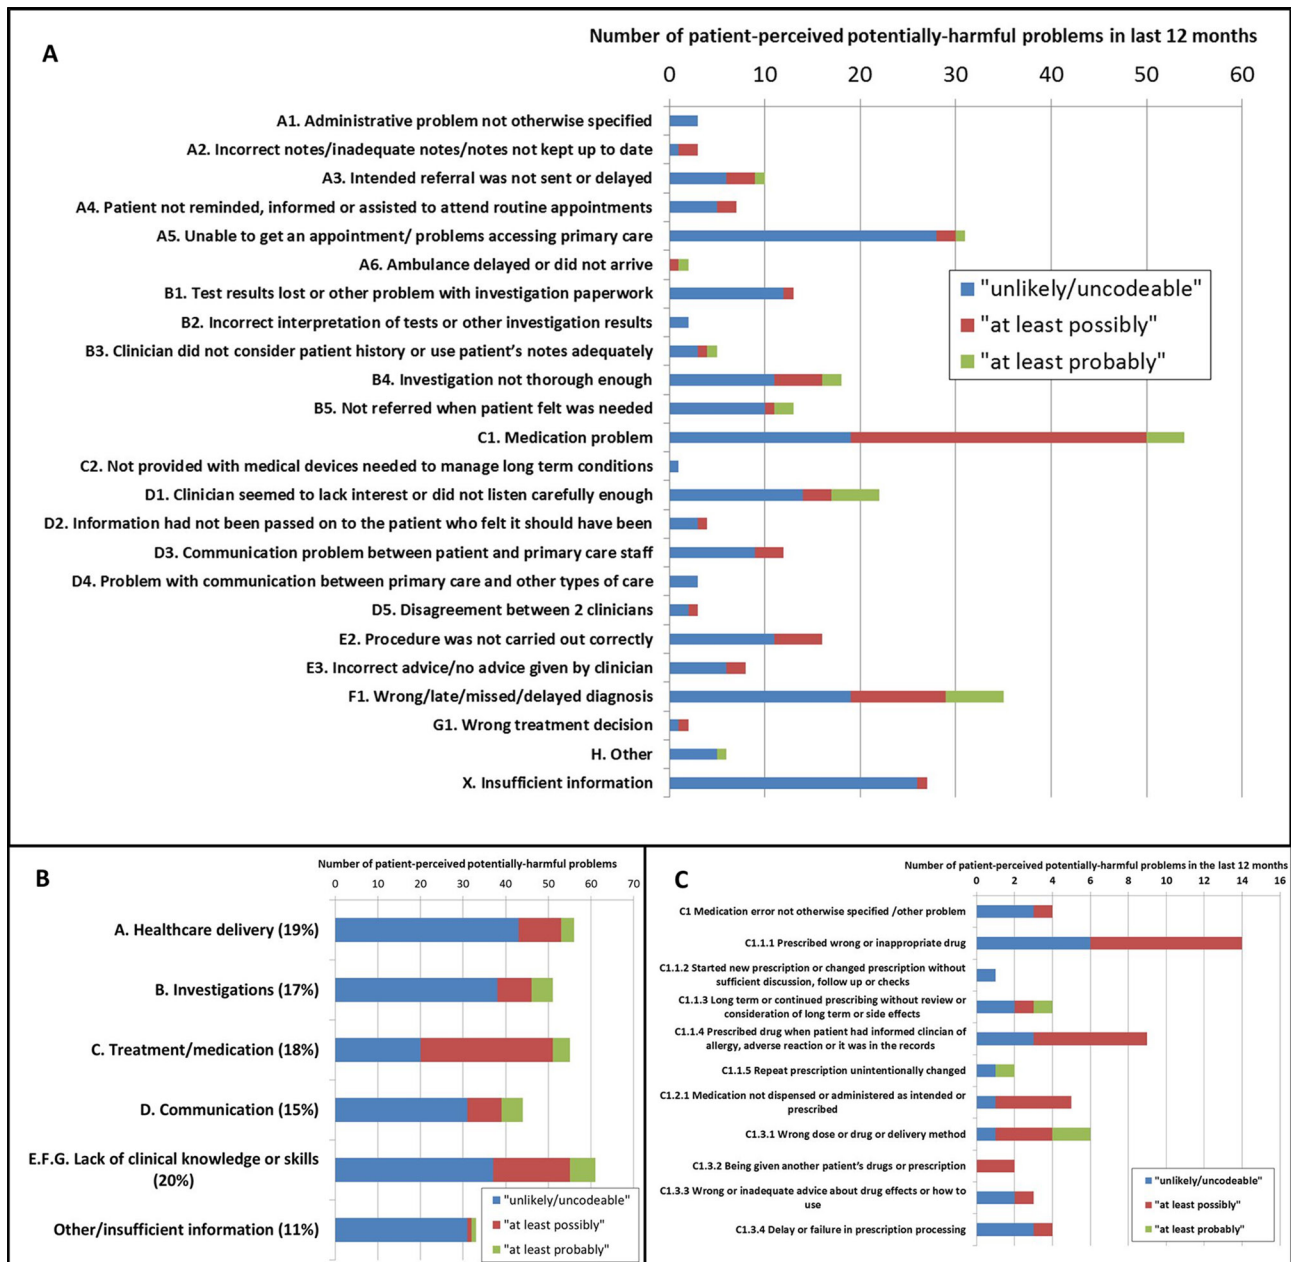 A
Number of patient-perceived potentially-harmful problems in last 12 months
0 10 20 30 40 50 60
A1. Administrative problem not otherwise specified
A2. Incorrect notes/inadequate notes/notes not kept up to date
A3. Intended referral was not sent or delayed
A4. Patient not reminded, informed or assisted to attend routine appointments
A5. Unable to get an appointment/ problems accessing primary care
A6. Ambulance delayed or did not arrive
B1. Test results lost or other problem with investigation paperwork
B2. Incorrect interpretation of tests or other investigation results
B3. Clinician did not consider patient history or use patient's notes adequately
B4. Investigation not thorough enough
B5. Not referred when patient felt was needed
C1. Medication problem
C2. Not provided with medical devices needed to manage long term conditions
D1. Clinician seemed to lack interest or did not listen carefully enough
D2. Information had not been passed on to the patient who felt it should have been
D3. Communication problem between patient and primary care staff
D4. Problem with communication between primary care and other types of care
D5. Disagreement between 2 clinicians
E2. Procedure was not carried out correctly
E3. Incorrect advice/no advice given by clinician
F1. Wrong/late/missed/delayed diagnosis
G1. Wrong treatment decision
H. Other
X. Insufficient information
"unlikely/uncodeable"
"at least possibly"
"at least probably"
B
Number of patient-perceived potentially-harmful problems
0 10 20 30 40 50 60 70
A. Healthcare delivery (19%)
B. Investigations (17%)
C. Treatment/medication (18%)
D. Communication (15%)
E.F.G. Lack of clinical knowledge or skills
(20%)
Other/insufficient information (11%)
"unlikely/uncodeable"
"at least possibly"
"at least probably"
C
Number of patient-perceived potentially-harmful problems in the last 12 months
0 2 4 6 8 10 12 14 16
C1 Medication error not otherwise specified /other problem
C1.1.1 Prescribed wrong or inappropriate drug
C1.1.2 Started new prescription or changed prescription without
sufficient discussion, follow up or checks
C1.1.3 Long term or continued prescribing without review or
consideration of long term or side effects
C1.1.4 Prescribed drug when patient had informed clincian of
allergy, adverse reaction or it was in the records
C1.1.5 Repeat prescription unintentionally changed
C1.2.1 Medication not dispensed or administered as intended or
prescribed
C1.3.1 Wrong dose or drug or delivery method
C1.3.2 Being given another patient's drugs or prescription
C1.3.3 Wrong or inadequate advice about drug effects or how to
use
C1.3.4 Delay or failure in prescription processing
"unlikely/uncodeable"
"at least possibly"
"at least probably"